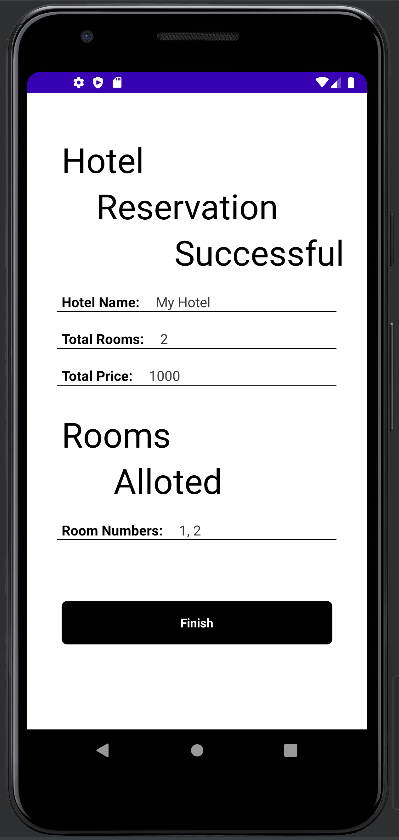 Hotel
Reservation
Successful
Hotel Name: My Hotel
Total Rooms: 2
Total Price: 1000
Rooms
Alloted
Room Numbers: 1, 2
Finish